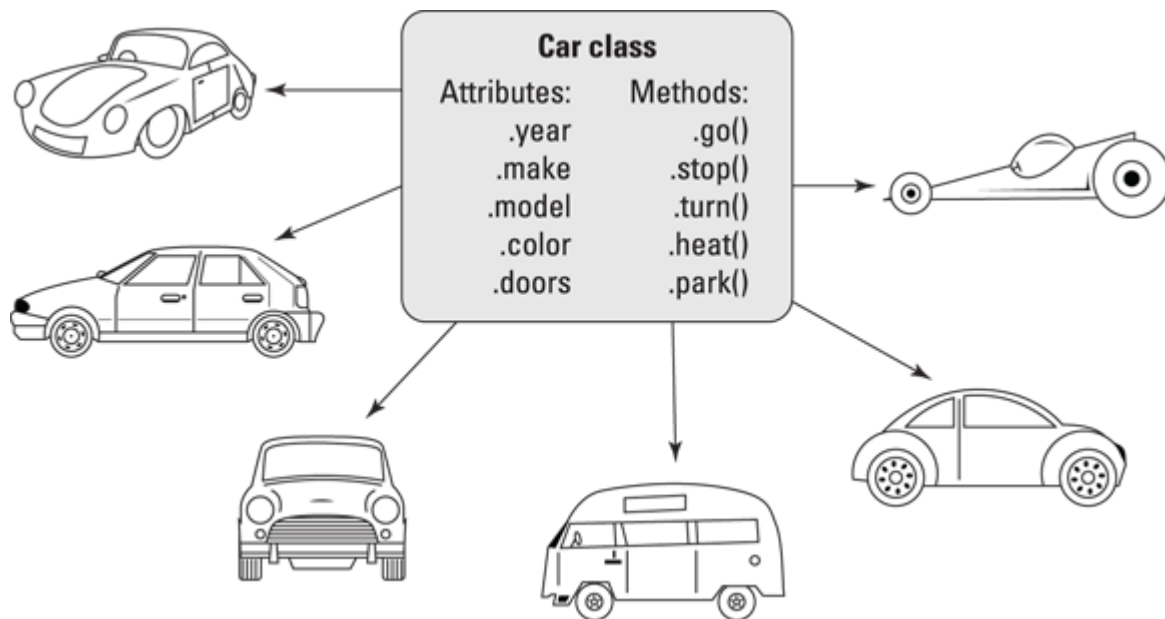 Car class
Attributes: Methods:
.year .go()
.make .stop()
.model .turn()
.color .heat()
.doors .park()